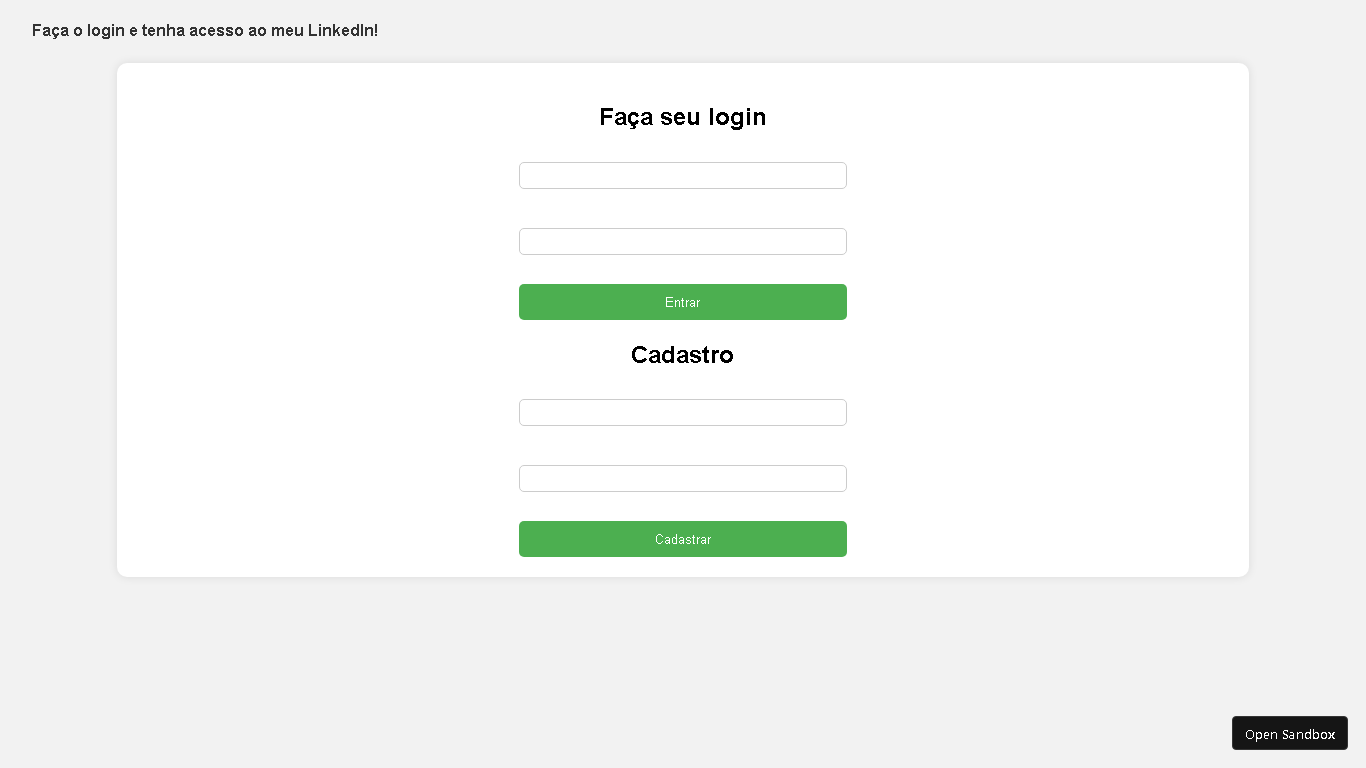 Faça o login e tenha acesso ao meu LinkedIn!
Faça seu login
Entrar
Cadastro
Cadastrar
Open Sandbox